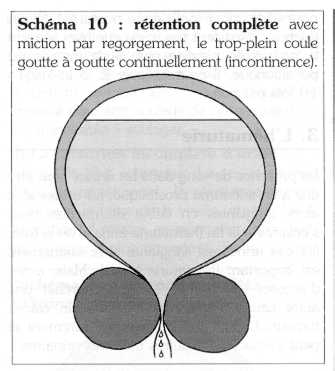 Schéma 10 : rétention complète avec
miction par regorgement, le trop-plein coule
goutte à goutte continuellement (incontinence).